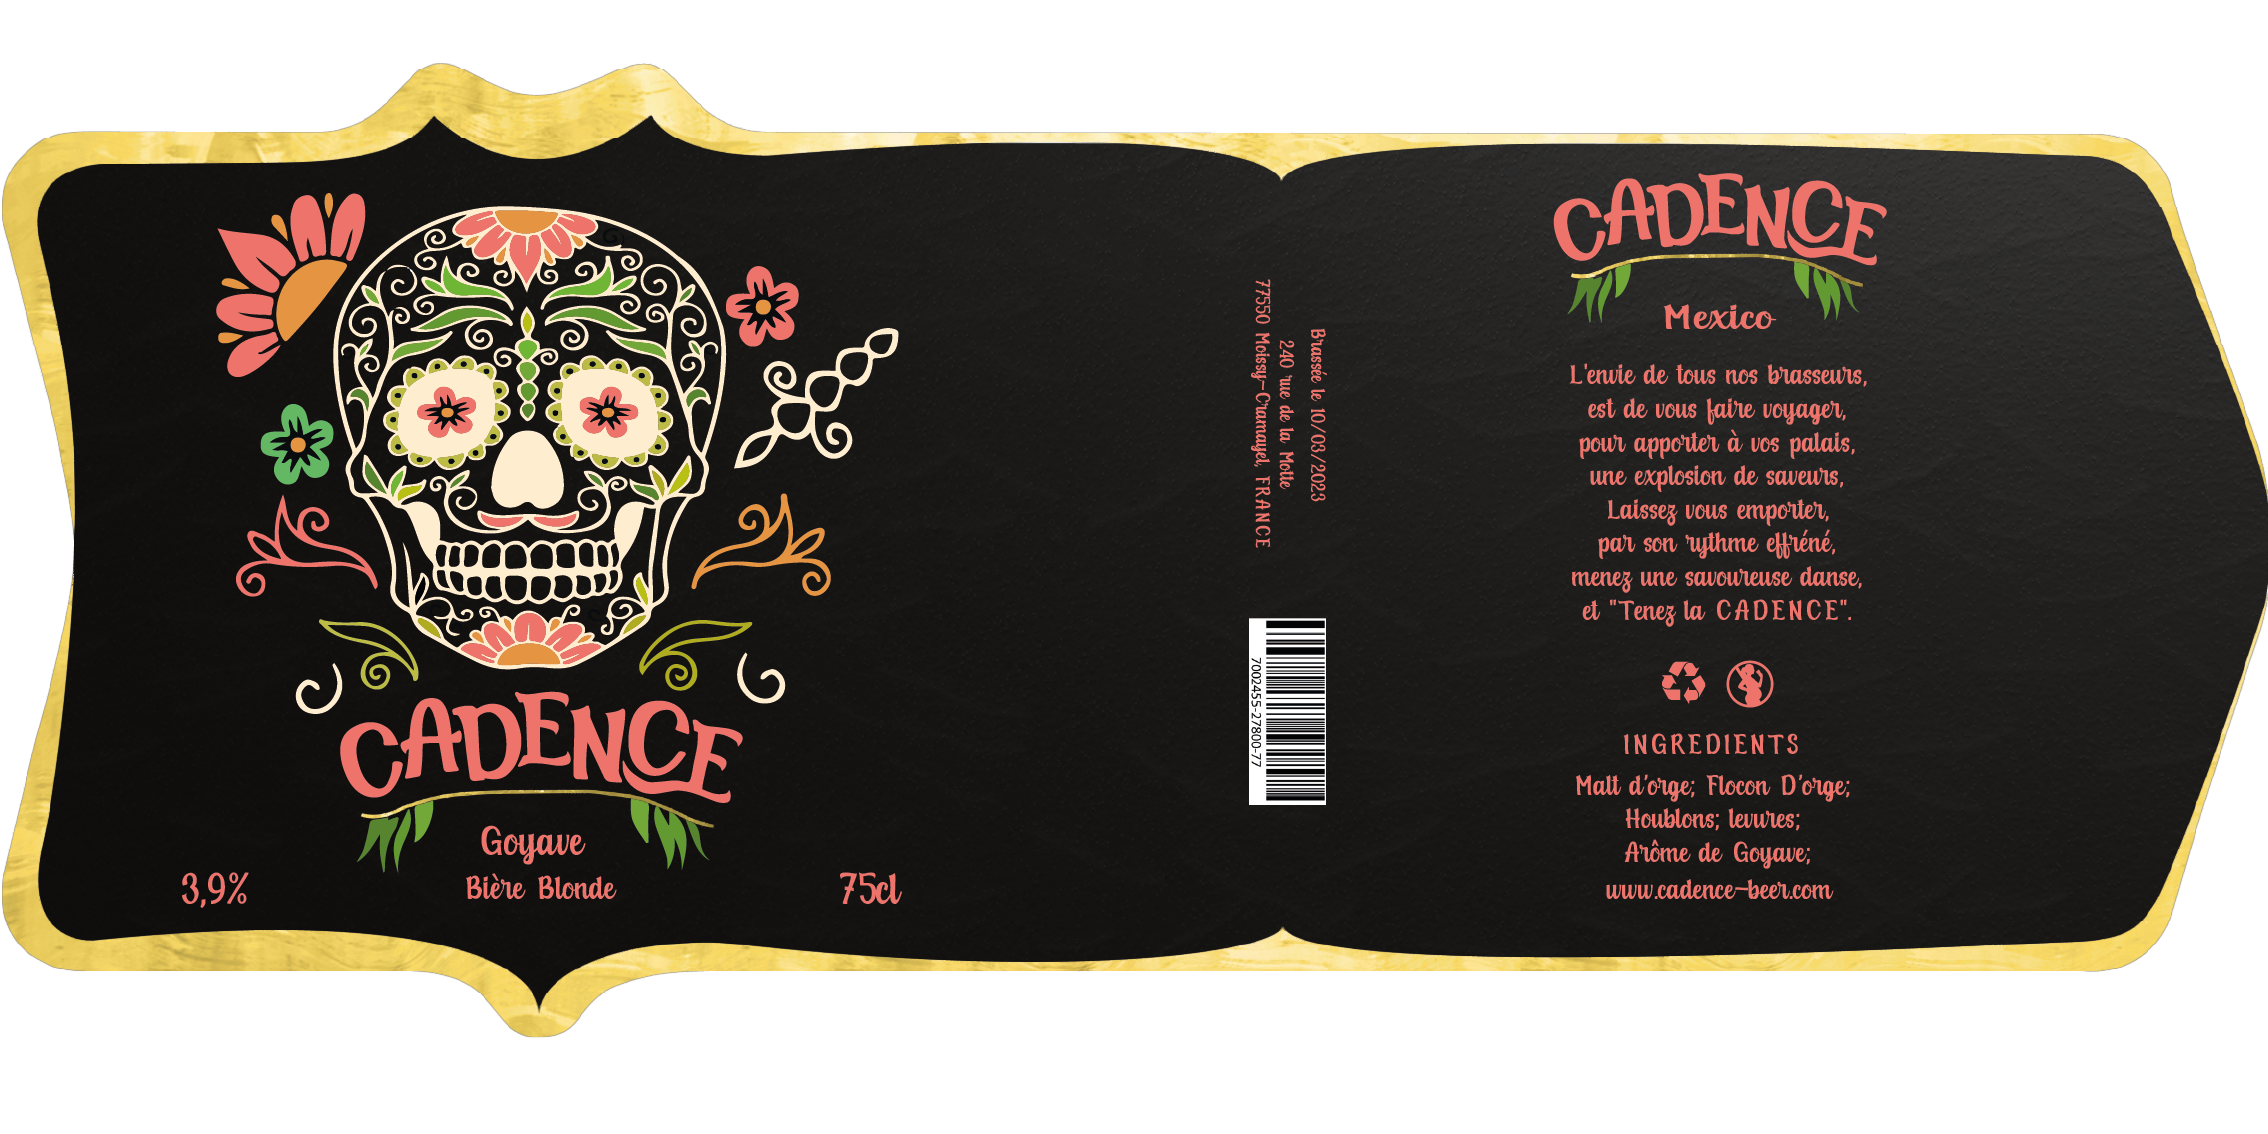 CADENCE
Goyave
Bière Blonde
3,9%
75cl
Brassée le 10/03/2023
240 rue de la Motte
77550 Moissy-Cramayel, FRANCE
7002455-27800-77
CADENCE
Mexico
L'envie de tous nos brasseurs,
est de vous faire voyager,
pour apporter à vos palais,
une explosion de saveurs,
Laissez vous emporter,
par son rythme effréné,
menez une savoureuse danse,
et "Tenez la CADENCE".
INGREDIENTS
Malt d'orge; Flocon D'orge;
Houblons; levures;
Arôme de Goyave;
www.cadence-beer.com